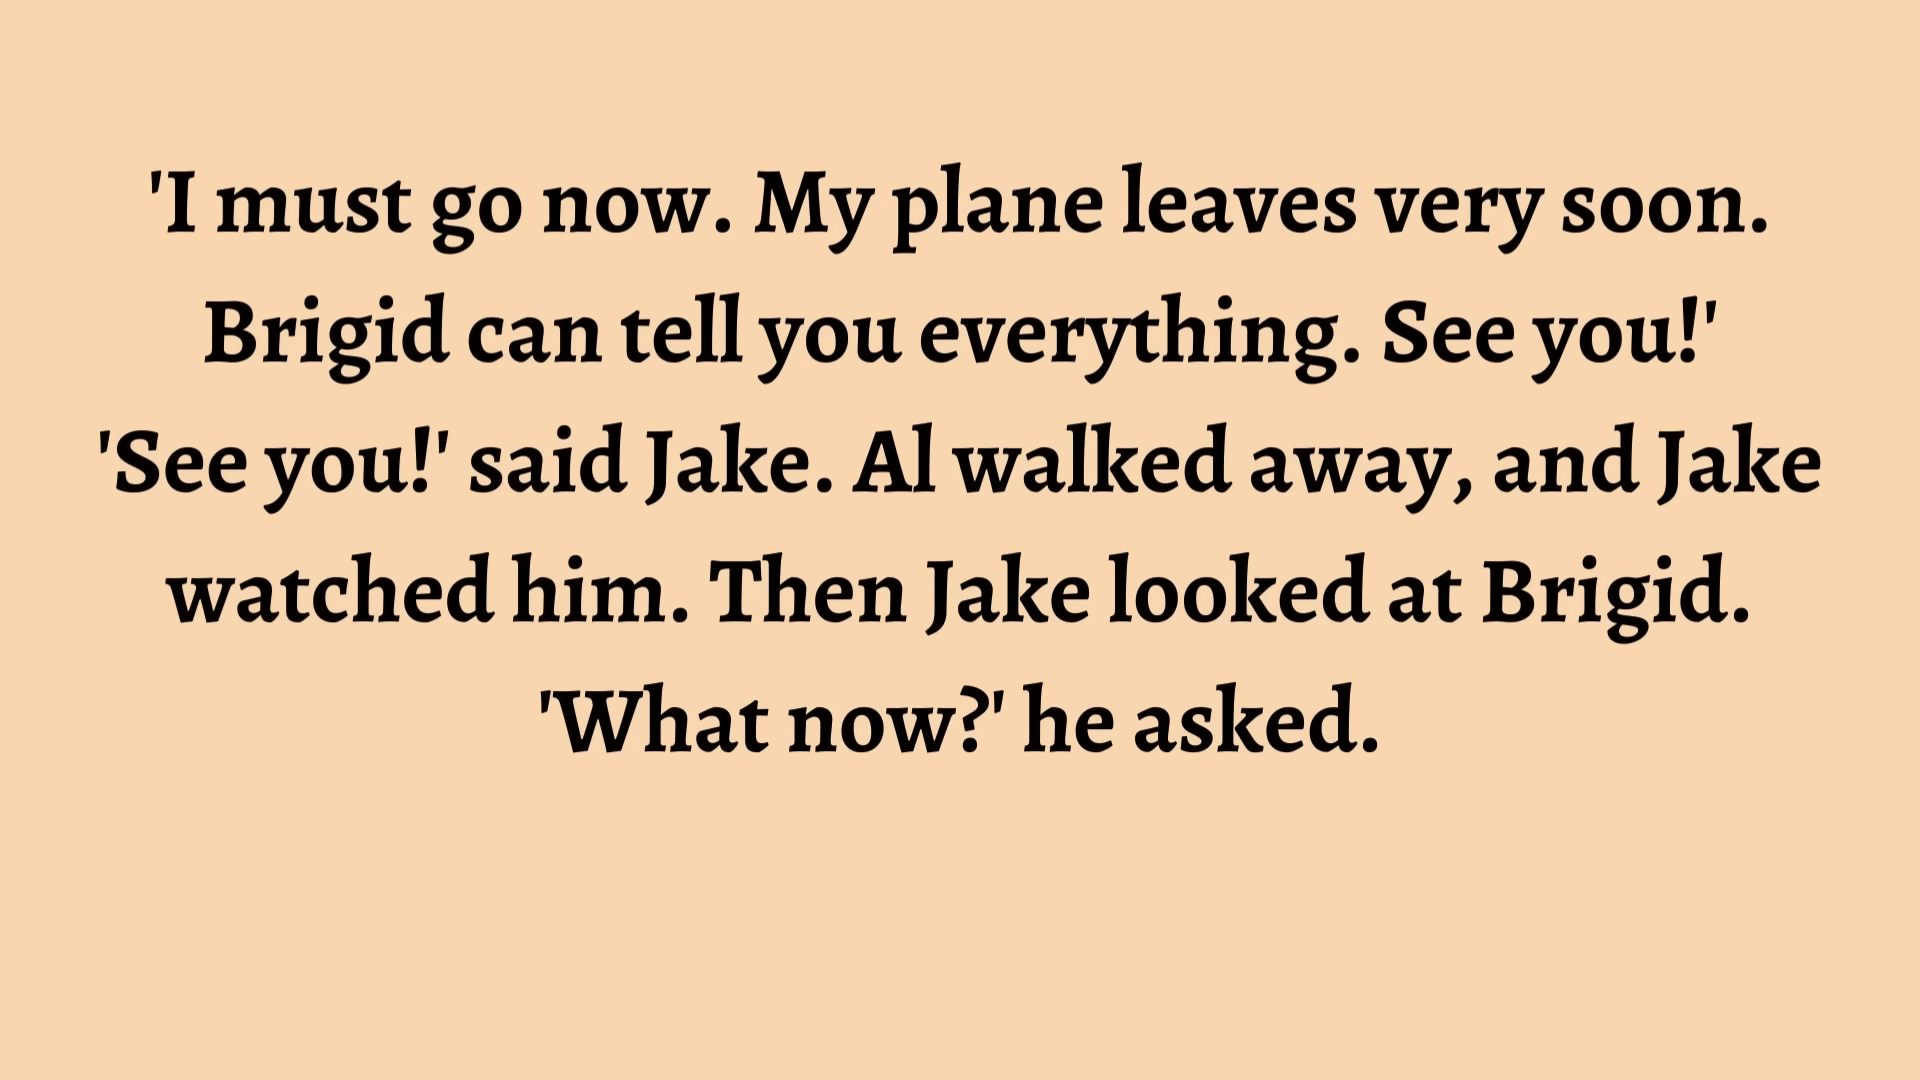 'I must go now. My plane leaves very soon.
Brigid can tell you everything. See you!'
'See you!' said Jake. Al walked away, and Jake
watched him. Then Jake looked at Brigid.
'What now?' he asked.